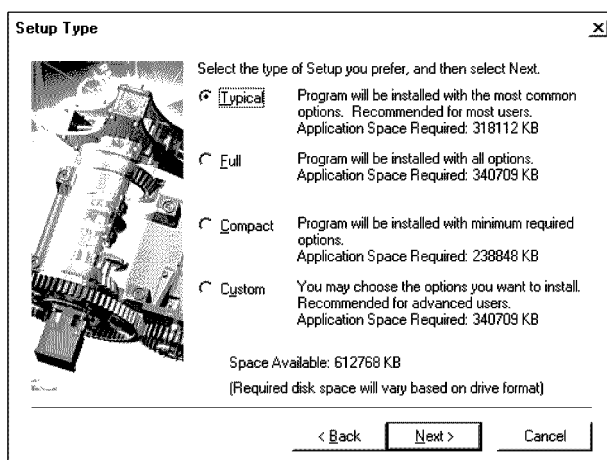 Setup Type
Select the type of Setup you prefer, and then select Next.
Typical
Program will be installed with the most common
options. Recommended for most users.
Application Space Required: 318112 KB
Full
Program will be installed with all options.
Application Space Required: 340709 KB
Compact
Program will be installed with minimum required
options.
Application Space Required: 238848 KB
Custom
You may choose the options you want to install.
Recommended for advanced users.
Application Space Required: 340709 KB
Space Available: 612768 KB
(Required disk space will vary based on drive format)
< Back
Next >
Cancel